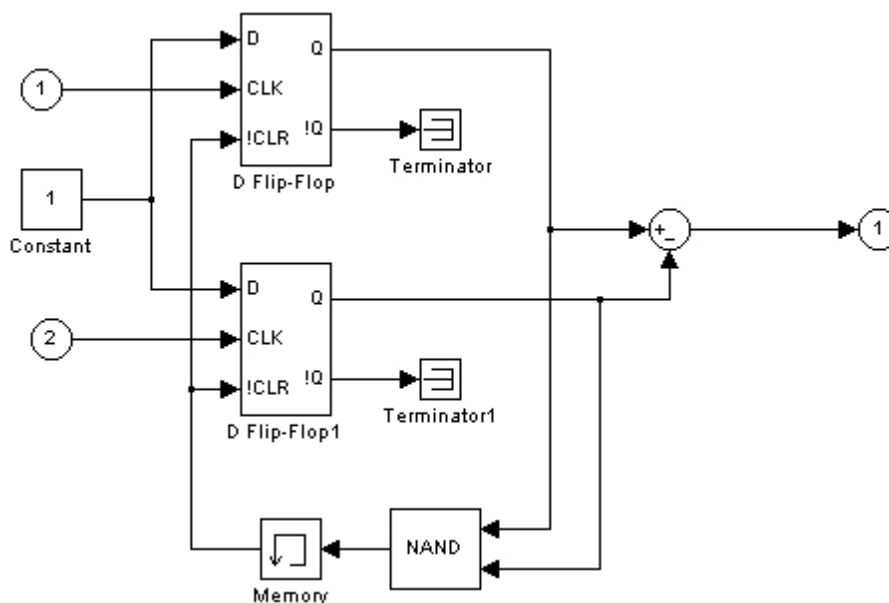 D
Q
1
CLK
!CLR
!Q
D Flip-Flop
Terminator
1
Constant
+
-
1
D
Q
2
CLK
!CLR
!Q
D Flip-Flop1
Terminator1
NAND
Memory